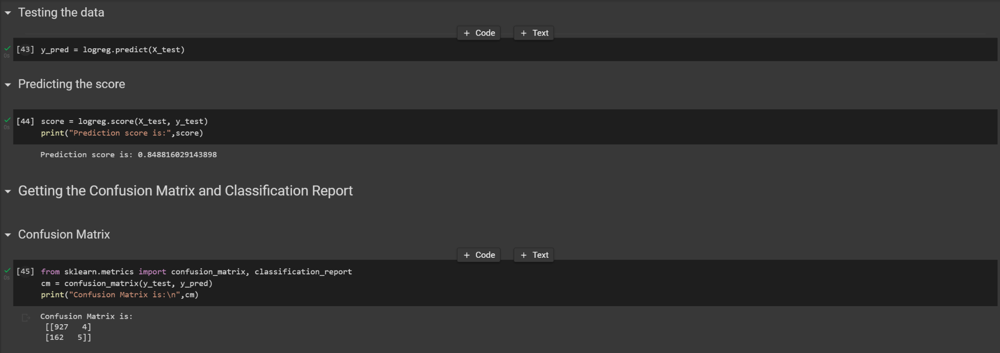 Testing the data
+ Code + Text
[43] y_pred = logreg.predict(X_test)
0s
Predicting the score
[44] score = logreg.score(X_test, y_test)
0s
print("Prediction score is:",score)
Prediction score is: 0.848816029143898
Getting the Confusion Matrix and Classification Report
Confusion Matrix
+ Code + Text
[45] from sklearn.metrics import confusion_matrix, classification_report
0s
cm = confusion_matrix(y_test, y_pred)
print("Confusion Matrix is:\n",cm)
Confusion Matrix is:
[[927 4]
[162 5]]